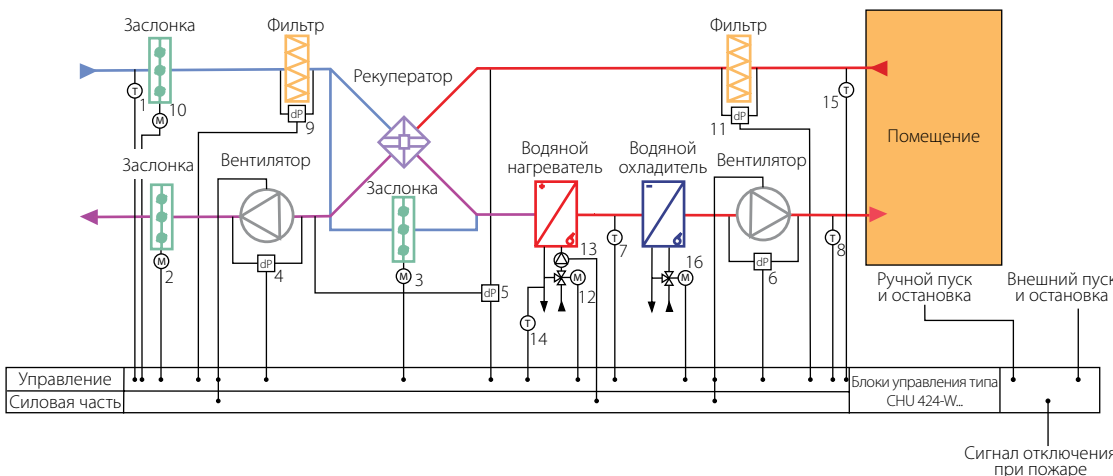 Заслонка
Фильтр
Фильтр
Рекуператор
T
1
M
10
dP
9
dP
11
T
15
Помещение
Заслонка
Вентилятор
Заслонка
Водяной
нагреватель
Водяной
охладитель
Вентилятор
M
2
dP
4
M
3
dP
5
13
M
12
T
14
T
7
M
16
dP
6
T
8
Ручной пуск
и остановка
Внешний пуск
и остановка
Управление
Силовая часть
Блоки управления типа
CHU 424-W...
Сигнал отключения
при пожаре